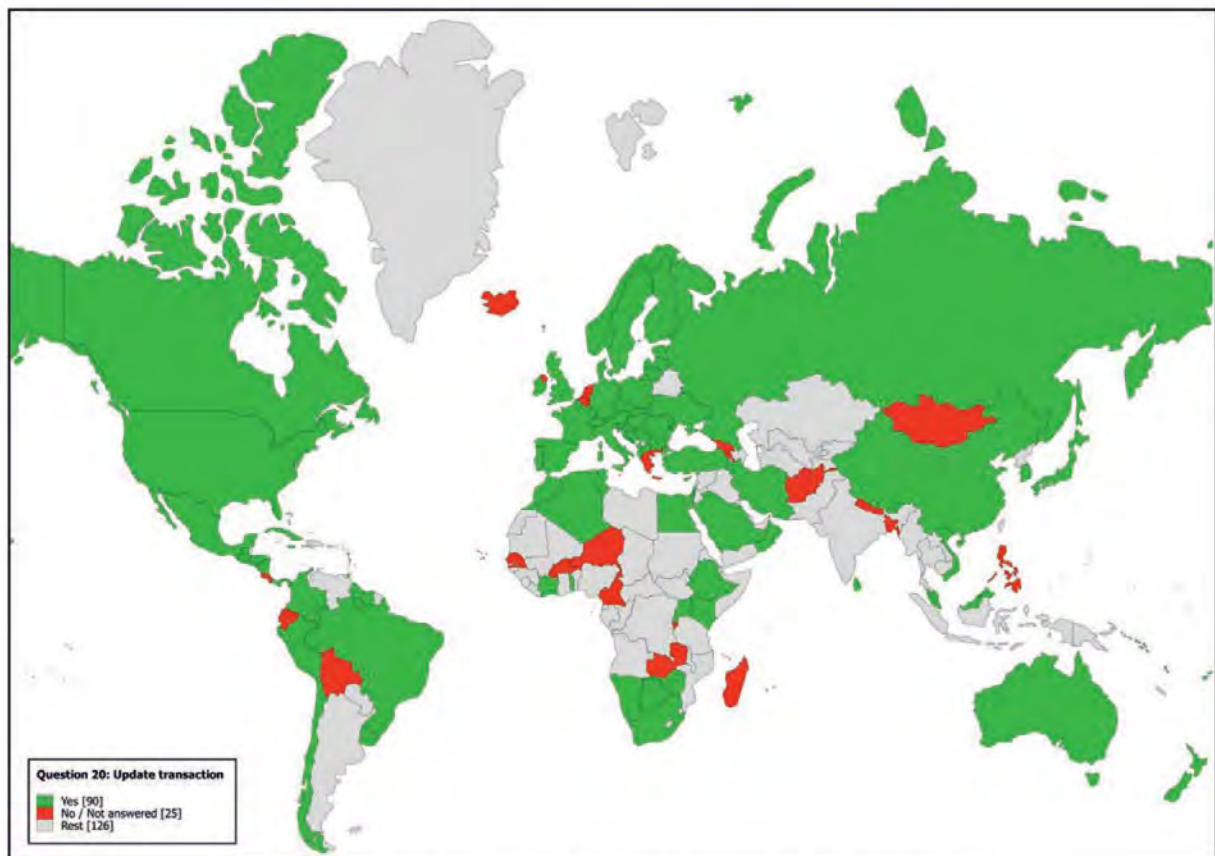 Question 20: Update transaction
Yes [90]
No / Not answered [25]
Rest [126]